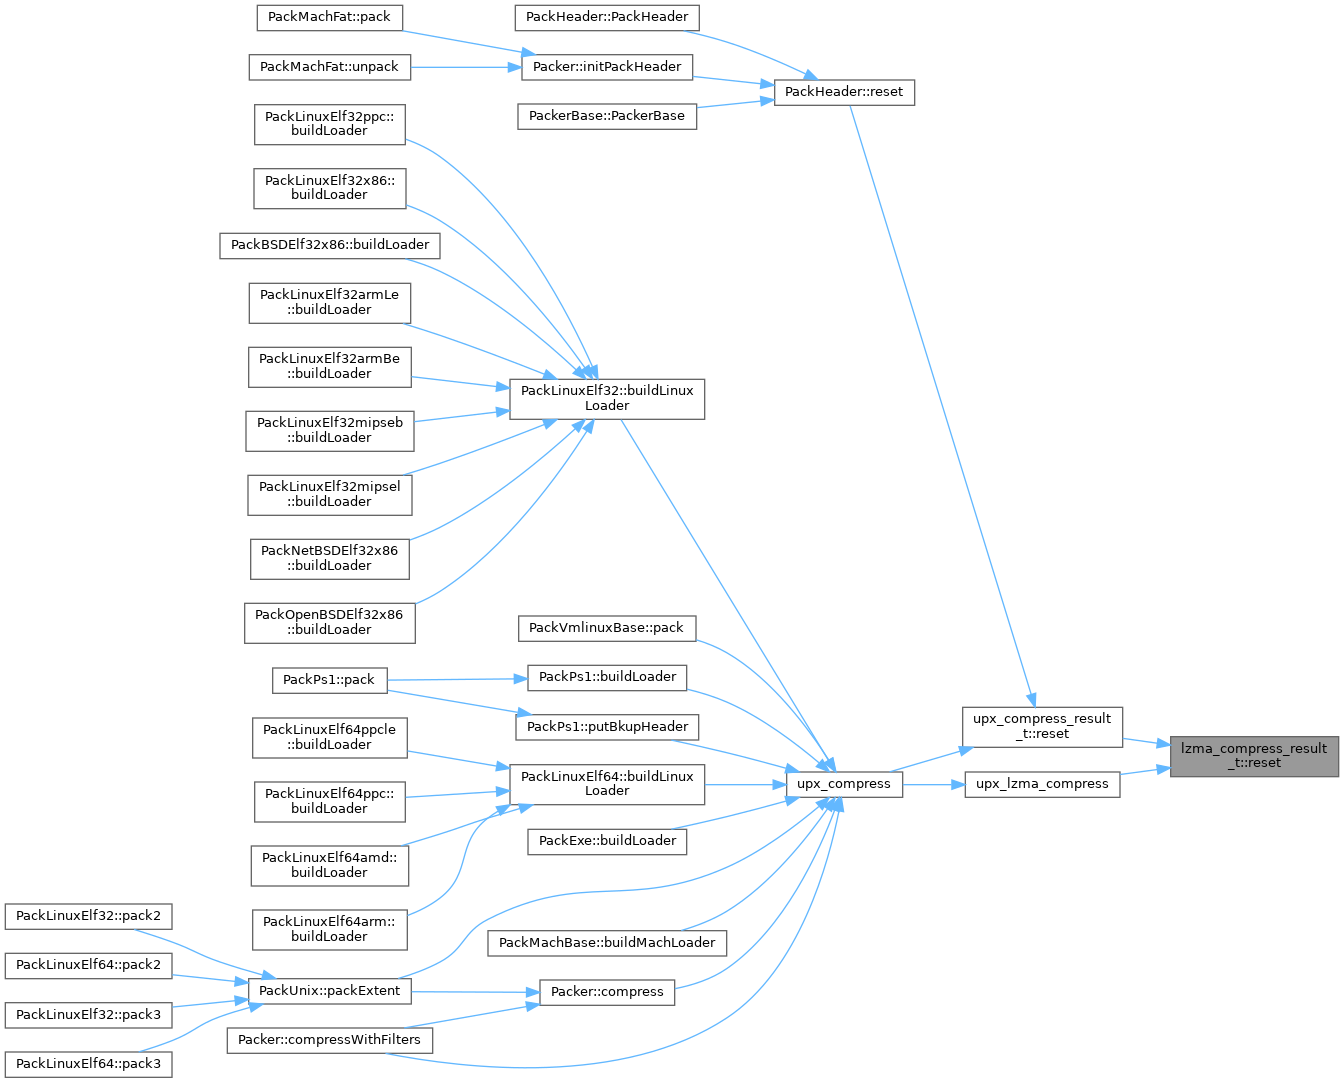 PackMachFat::pack
PackHeader::PackHeader
PackMachFat::unpack
Packer::initPackHeader
PackHeader::reset
PackerBase::PackerBase
PackLinuxElf32ppc::
buildLoader
PackLinuxElf32x86::
buildLoader
PackBSDElf32x86::buildLoader
PackLinuxElf32armLe
::buildLoader
PackLinuxElf32armBe
::buildLoader
PackLinuxElf32::buildLinux
Loader
PackLinuxElf32mipseb
::buildLoader
PackLinuxElf32mipsel
::buildLoader
PackNetBSDElf32x86
::buildLoader
PackOpenBSDElf32x86
::buildLoader
PackVmlinuxBase::pack
PackPs1::pack
PackPs1::buildLoader
PackPs1::putBkupHeader
upx_compress_result
_t::reset
lzma_compress_result
_t::reset
PackLinuxElf64ppcle
::buildLoader
PackLinuxElf64::buildLinux
Loader
upx_compress
upx_lzma_compress
PackLinuxElf64ppc::
buildLoader
PackExe::buildLoader
PackLinuxElf64amd::
buildLoader
PackLinuxElf64arm::
buildLoader
PackLinuxElf32::pack2
PackMachBase::buildMachLoader
PackLinuxElf64::pack2
PackUnix::packExtent
Packer::compress
PackLinuxElf32::pack3
Packer::compressWithFilters
PackLinuxElf64::pack3